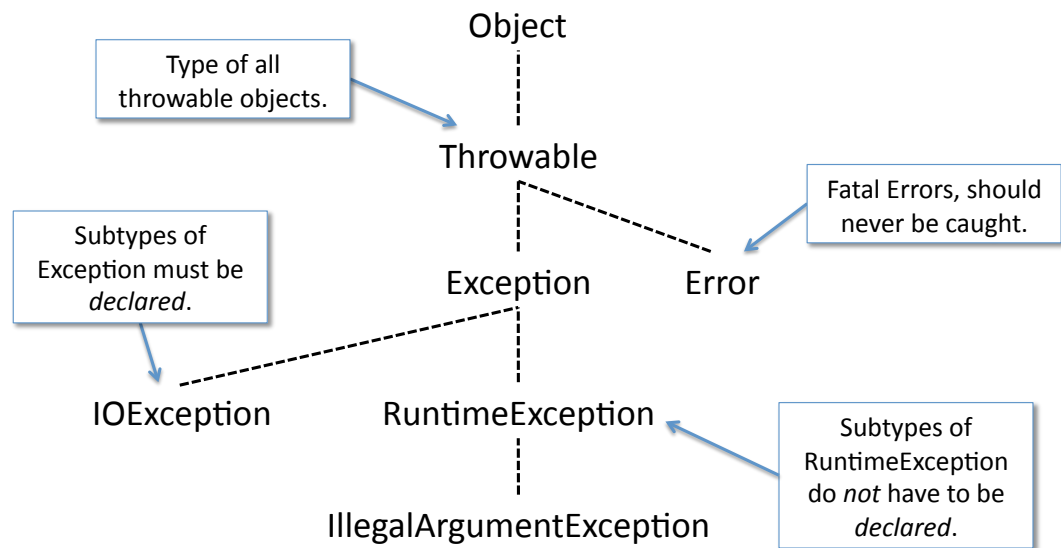 Object
Type of all
throwable objects.
Throwable
Fatal Errors, should
never be caught.
Subtypes of
Exception must be
declared.
Exception
Error
IOException
RuntimeException
Subtypes of
RuntimeException
do not have to be
declared.
IllegalArgumentException